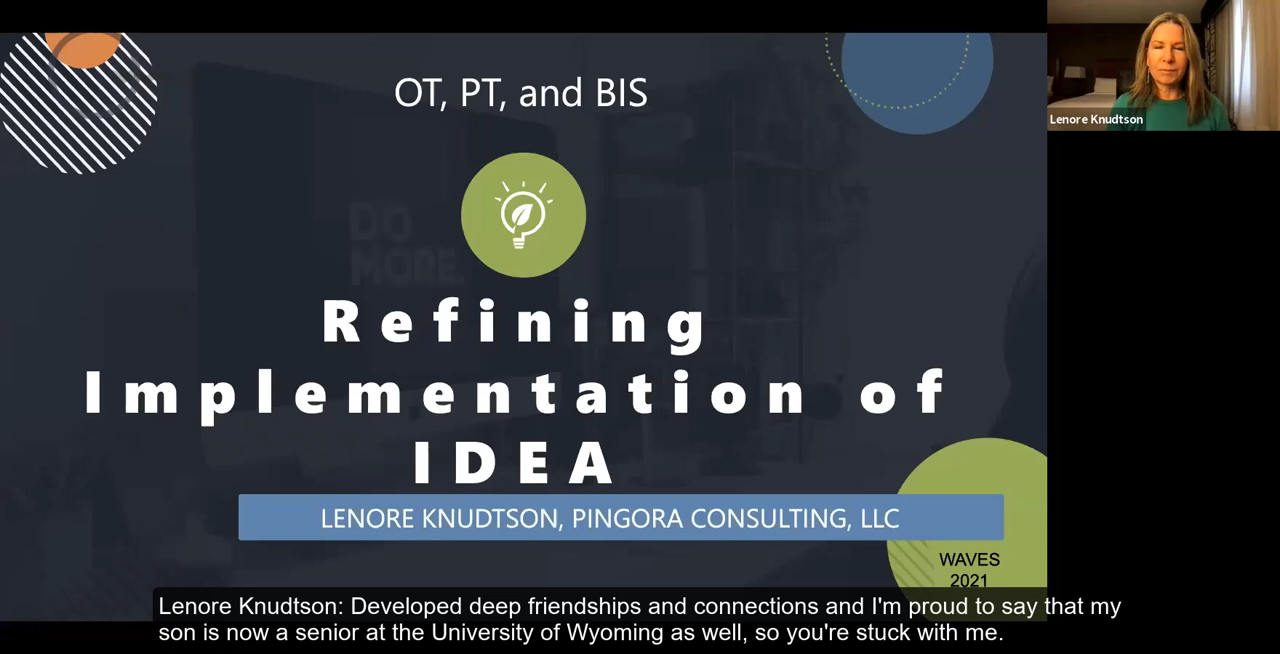 OT, PT, and BIS
DO
MORE.
Refining
Implementation of
IDEA
LENORE KNUDTSON, PINGORA CONSULTING, LLC
WAVES
2021
Lenore Knudtson
Lenore Knudtson: Developed deep friendships and connections and I'm proud to say that my
son is now a senior at the University of Wyoming as well, so you're stuck with me.